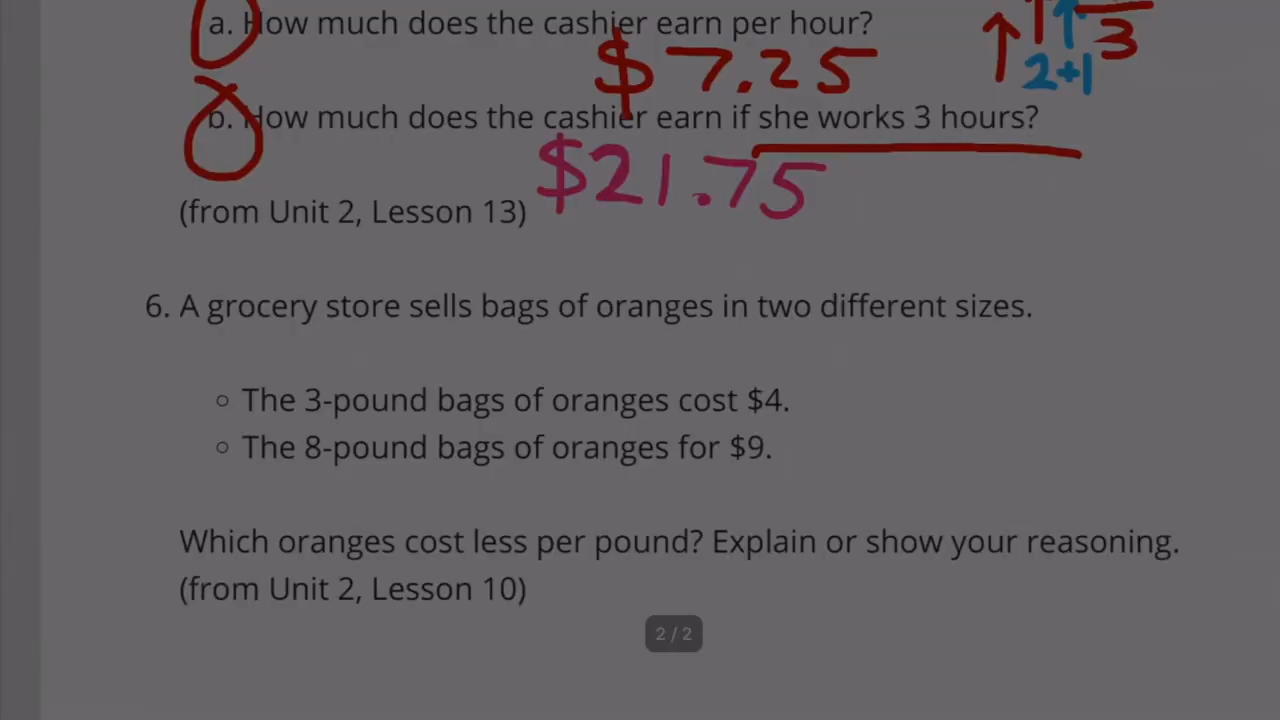 a. How much does the cashier earn per hour?
$7.25
3
2+1
b. How much does the cashier earn if she works 3 hours?
$21.75
(from Unit 2, Lesson 13)
6. A grocery store sells bags of oranges in two different sizes.
○ The 3-pound bags of oranges cost $4.
○ The 8-pound bags of oranges for $9.
Which oranges cost less per pound? Explain or show your reasoning.
(from Unit 2, Lesson 10)
2 / 2